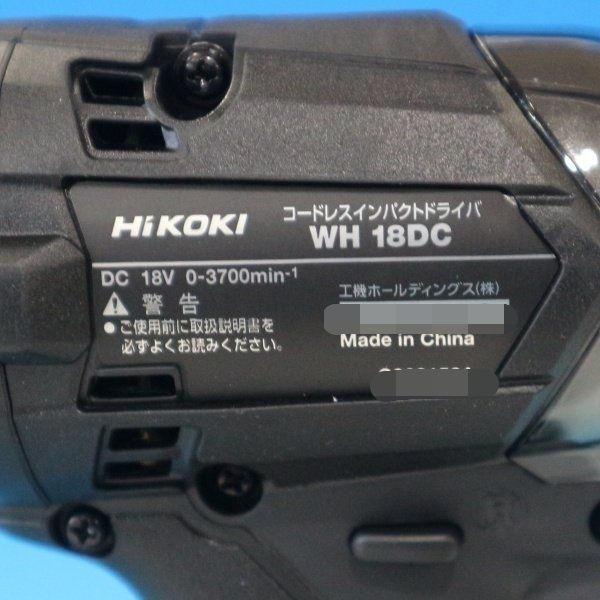 HiKOKI
コードレスインパクトドライバ
WH 18DC
DC 18V 0-3700min-1
警告
●ご使用前に取扱説明書を
必ずよくお読みください。
工機ホールディングス(株)
Made in China